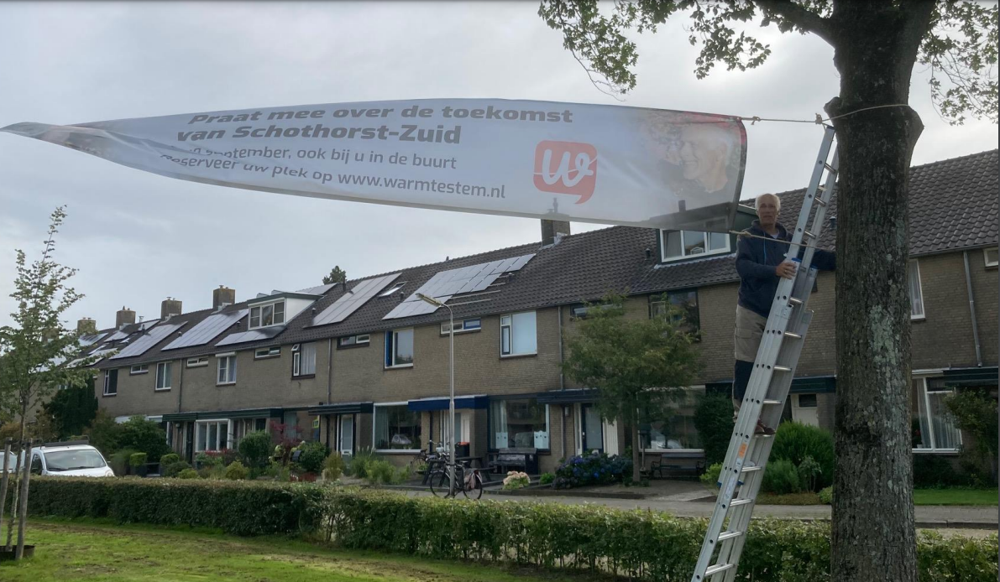 Praat mee over de toekomst
van Schothorst-Zuid
september, ook bij u in de buurt
Reserveer uw plek op www.warmtestem.nl
w